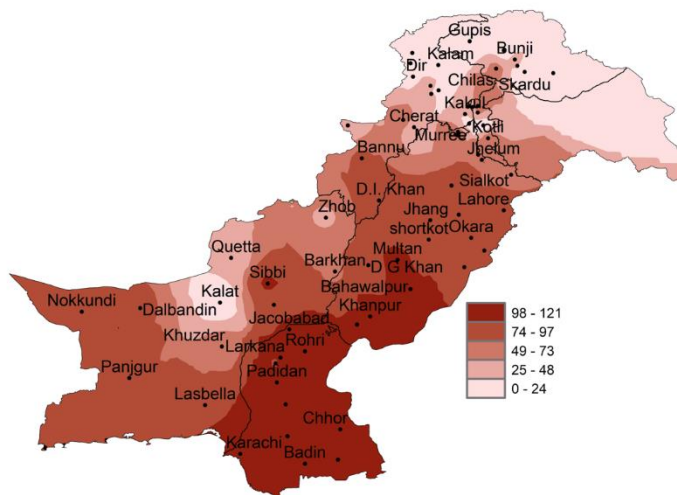 Gupis
Kalam
Bunji
Dir
Chilas
Skardu
Kakul
Cherat
Murree
Kotli
Bannu
Jhelum
D.I. Khan
Sialkot
Zhob
Lahore
Jhang
shortkot
Okara
Quetta
Multan
Barkhan
D G Khan
Sibbi
Nokkundi
Kalat
Bahawalpur
Dalbandin
Khanpur
Jacobabad
Khuzdar
Larkana
Rohri
Panjgur
Padidan
Lasbella
Chhor
Karachi
Badin
98 - 121
74 - 97
49 - 73
25 - 48
0 - 24